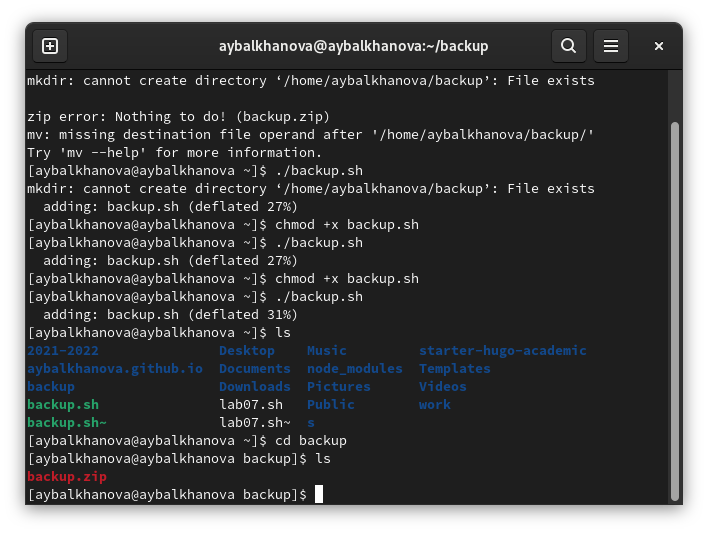 aybalkhanova@aybalkhanova:~/backup
mkdir: cannot create directory ‘/home/aybalkhanova/backup’: File exists
zip error: Nothing to do! (backup.zip)
mv: missing destination file operand after '/home/aybalkhanova/backup/'
Try 'mv --help' for more information.
[aybalkhanova@aybalkhanova ~]$ ./backup.sh
mkdir: cannot create directory ‘/home/aybalkhanova/backup’: File exists
  adding: backup.sh (deflated 27%)
[aybalkhanova@aybalkhanova ~]$ chmod +x backup.sh
[aybalkhanova@aybalkhanova ~]$ ./backup.sh
  adding: backup.sh (deflated 27%)
[aybalkhanova@aybalkhanova ~]$ chmod +x backup.sh
[aybalkhanova@aybalkhanova ~]$ ./backup.sh
  adding: backup.sh (deflated 31%)
[aybalkhanova@aybalkhanova ~]$ ls
2021-2022               Desktop    Music         starter-hugo-academic
aybalkhanova.github.io  Documents  node_modules  Templates
backup                  Downloads  Pictures      Videos
backup.sh               lab07.sh   Public        work
backup.sh~              lab07.sh~  s
[aybalkhanova@aybalkhanova ~]$ cd backup
[aybalkhanova@aybalkhanova backup]$ ls
backup.zip
[aybalkhanova@aybalkhanova backup]$